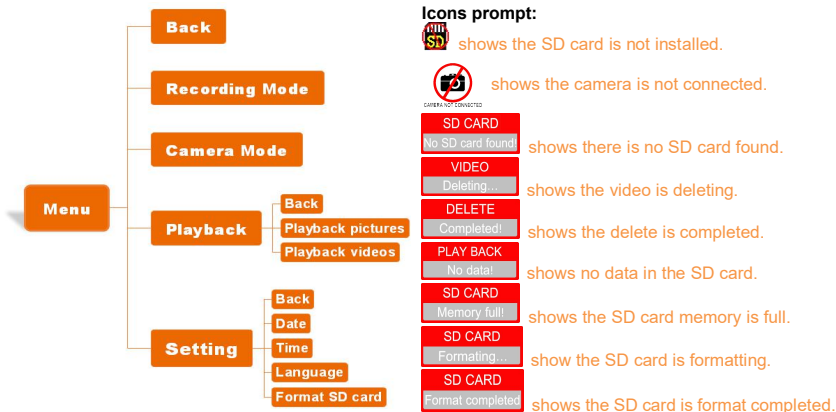 Menu
Back
Recording Mode
Camera Mode
Playback
Back
Playback pictures
Playback videos
Setting
Back
Date
Time
Language
Format SD card
Icons prompt:
SD shows the SD card is not installed.
shows the camera is not connected.
CAMERA NOT CONNECTED
SD CARD
No SD card found! shows there is no SD card found.
VIDEO
Deleting... shows the video is deleting.
DELETE
Completed! shows the delete is completed.
PLAY BACK
No data! shows no data in the SD card.
SD CARD
Memory full! shows the SD card memory is full.
SD CARD
Formating... show the SD card is formatting.
SD CARD
Format completed shows the SD card is format completed.